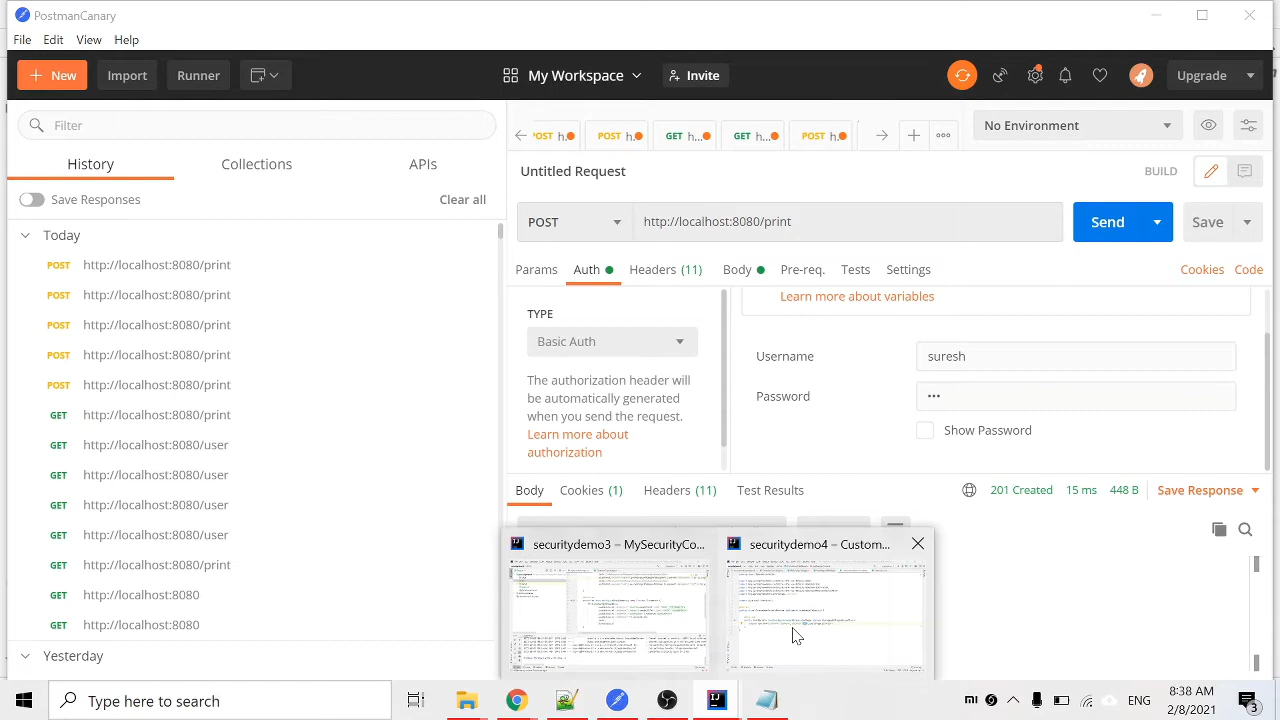 PostmanCanary
File Edit View Help
New Import Runner My Workspace Invite Upgrade
Filter
History Collections APIs
Save Responses Clear all
Today
POST http://localhost:8080/print
POST http://localhost:8080/print
POST http://localhost:8080/print
POST http://localhost:8080/print
POST http://localhost:8080/print
GET http://localhost:8080/print
GET http://localhost:8080/user
GET http://localhost:8080/user
GET http://localhost:8080/user
GET http://localhost:8080/user
GET http://localhost:8080/print
GET http://localhost:8080
GET http://localhost:8080
Yesterday
POST h... POST h... GET h... GET h... POST h... No Environment
Untitled Request BUILD
POST http://localhost:8080/print Send Save
Params Auth Headers (11) Body Pre-req. Tests Settings Cookies Code
TYPE
Basic Auth
The authorization header will
be automatically generated
when you send the request.
Learn more about
authorization
Learn more about variables
Username suresh
Password •••
Show Password
Body Cookies (1) Headers (11) Test Results 201 Created 15 ms 448 B Save Response
securitydemo3 – MySecurityCo... securitydemo4 – Custom...
Type here to search
ENG
8:38 AM
2/8/2021
3